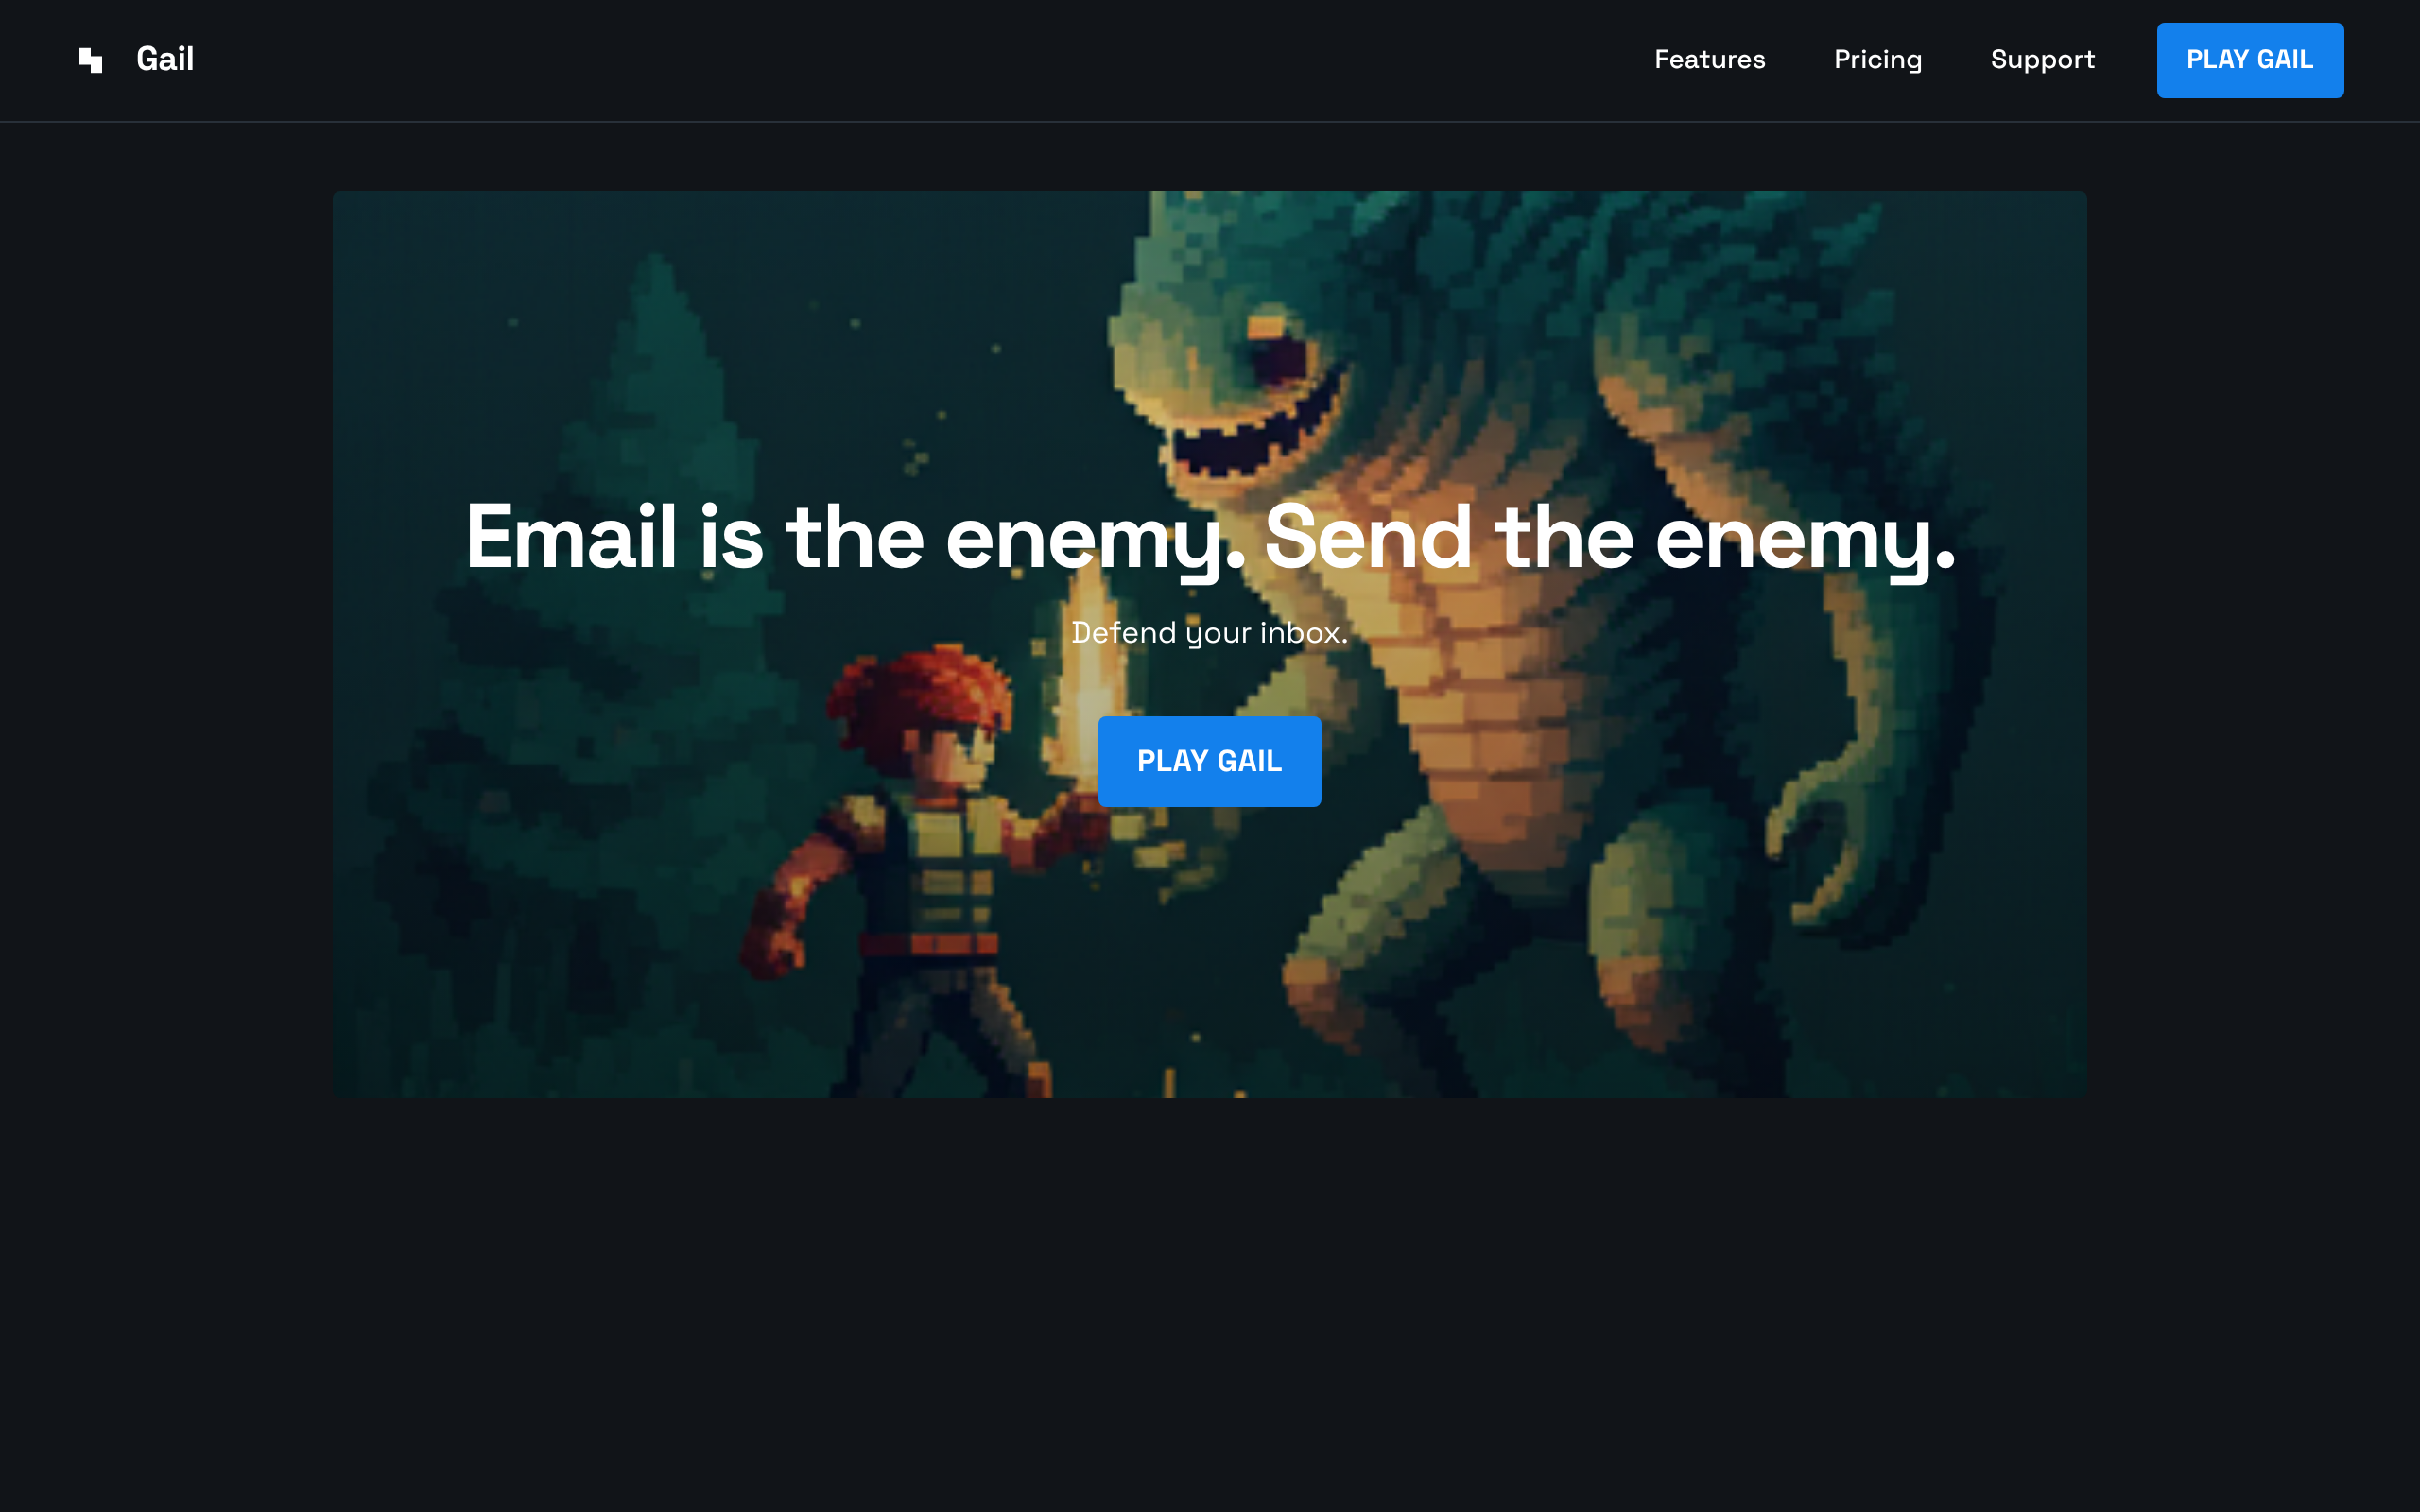 Gail
Features
Pricing
Support
PLAY GAIL
Email is the enemy. Send the enemy.
Defend your inbox.
PLAY GAIL